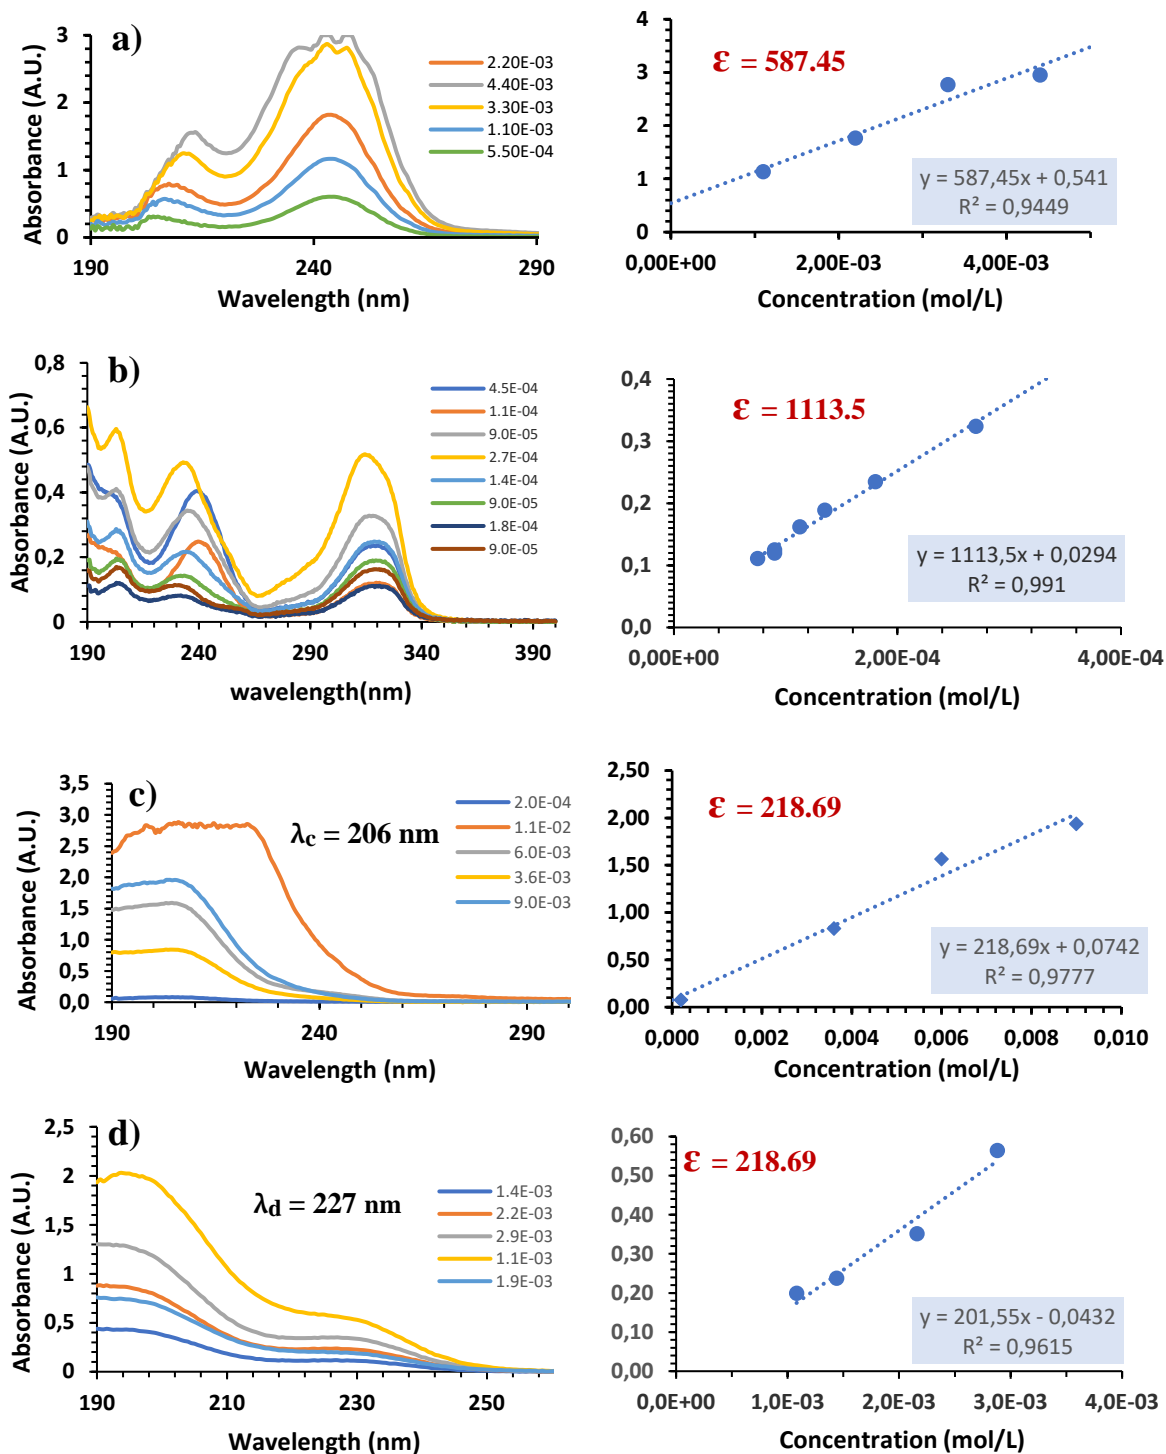 a)
3
2
1
0
Absorbance (A.U.)
2.20E-03
4.40E-03
3.30E-03
1.10E-03
5.50E-04
190
240
290
Wavelength (nm)
4
3
2
1
0
ε = 587.45
y = 587,45x + 0,541
R² = 0,9449
0,00E+00
2,00E-03
4,00E-03
Concentration (mol/L)
b)
0,8
0,6
0,4
0,2
0
Absorbance (A.U.)
4.5E-04
1.1E-04
9.0E-05
2.7E-04
1.4E-04
9.0E-05
1.8E-04
9.0E-05
190
240
290
340
390
wavelength(nm)
0,4
0,3
0,2
0,1
0,0
ε = 1113.5
y = 1113,5x + 0,0294
R² = 0,991
0,00E+00
2,00E-04
4,00E-04
Concentration (mol/L)
c)
3,5
3,0
2,5
2,0
1,5
1,0
0,5
0,0
Absorbance (A.U.)
λc = 206 nm
2.0E-04
1.1E-02
6.0E-03
3.6E-03
9.0E-03
190
240
290
Wavelength (nm)
2,50
2,00
1,50
1,00
0,50
0,00
ε = 218.69
y = 218,69x + 0,0742
R² = 0,9777
0,000
0,002
0,004
0,006
0,008
0,010
Concentration (mol/L)
d)
2,5
2
1,5
1
0,5
0
Absorbance (A.U.)
λd = 227 nm
1.4E-03
2.2E-03
2.9E-03
1.1E-03
1.9E-03
190
210
230
250
Wavelength (nm)
0,60
0,50
0,40
0,30
0,20
0,10
0,00
ε = 218.69
y = 201,55x - 0,0432
R² = 0,9615
0,0E+00
1,0E-03
2,0E-03
3,0E-03
4,0E-03
Concentration (mol/L)